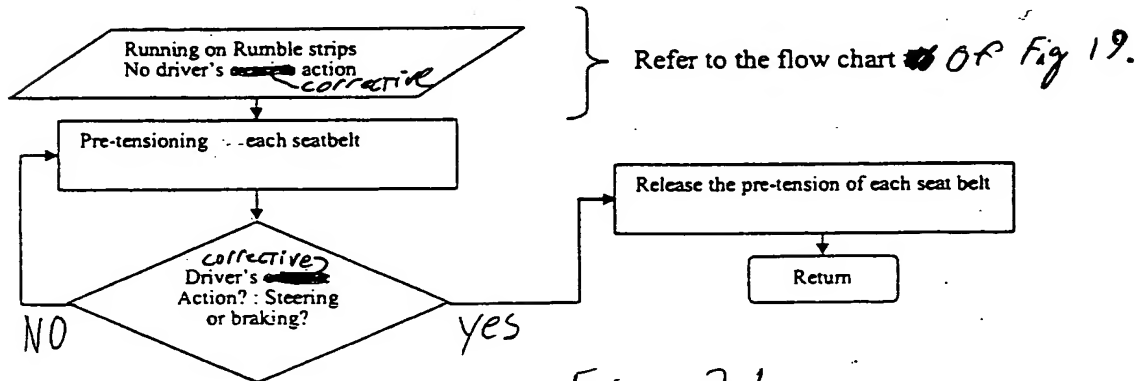 Running on Rumble strips
No driver's corrective action
Refer to the flow chart of Fig 19.
Pre-tensioning each seatbelt
Release the pre-tension of each seat belt
corrective
Driver's
Action? : Steering
or braking?
Return
NO
Yes